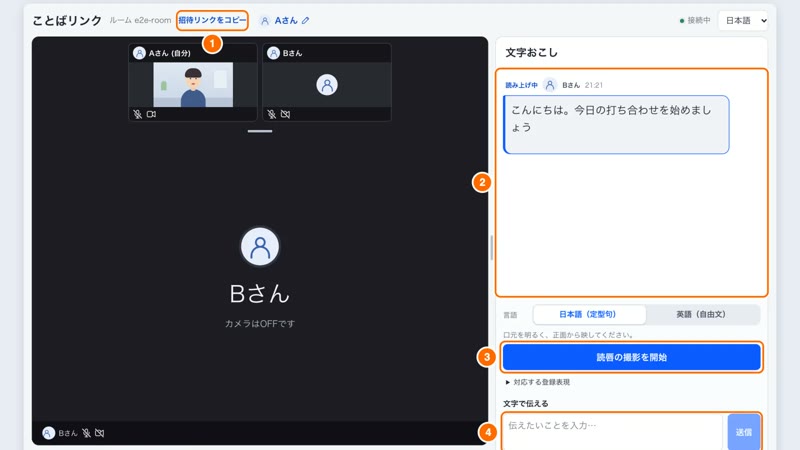 ことばリンク ルーム e2e-room 招待リンクをコピー Aさん 接続中 日本語
1
Aさん (自分) Bさん
文字おこし
読み上げ中 Bさん 21:21
こんにちは。今日の打ち合わせを始めまし
ょう
2
Bさん
カメラはOFFです
言語 日本語（定型句） 英語（自由文）
口元を明るく、正面から映してください。
3 読唇の撮影を開始
▶ 対応する登録表現
文字で伝える
4 伝えたいことを入力… 送信
Bさん